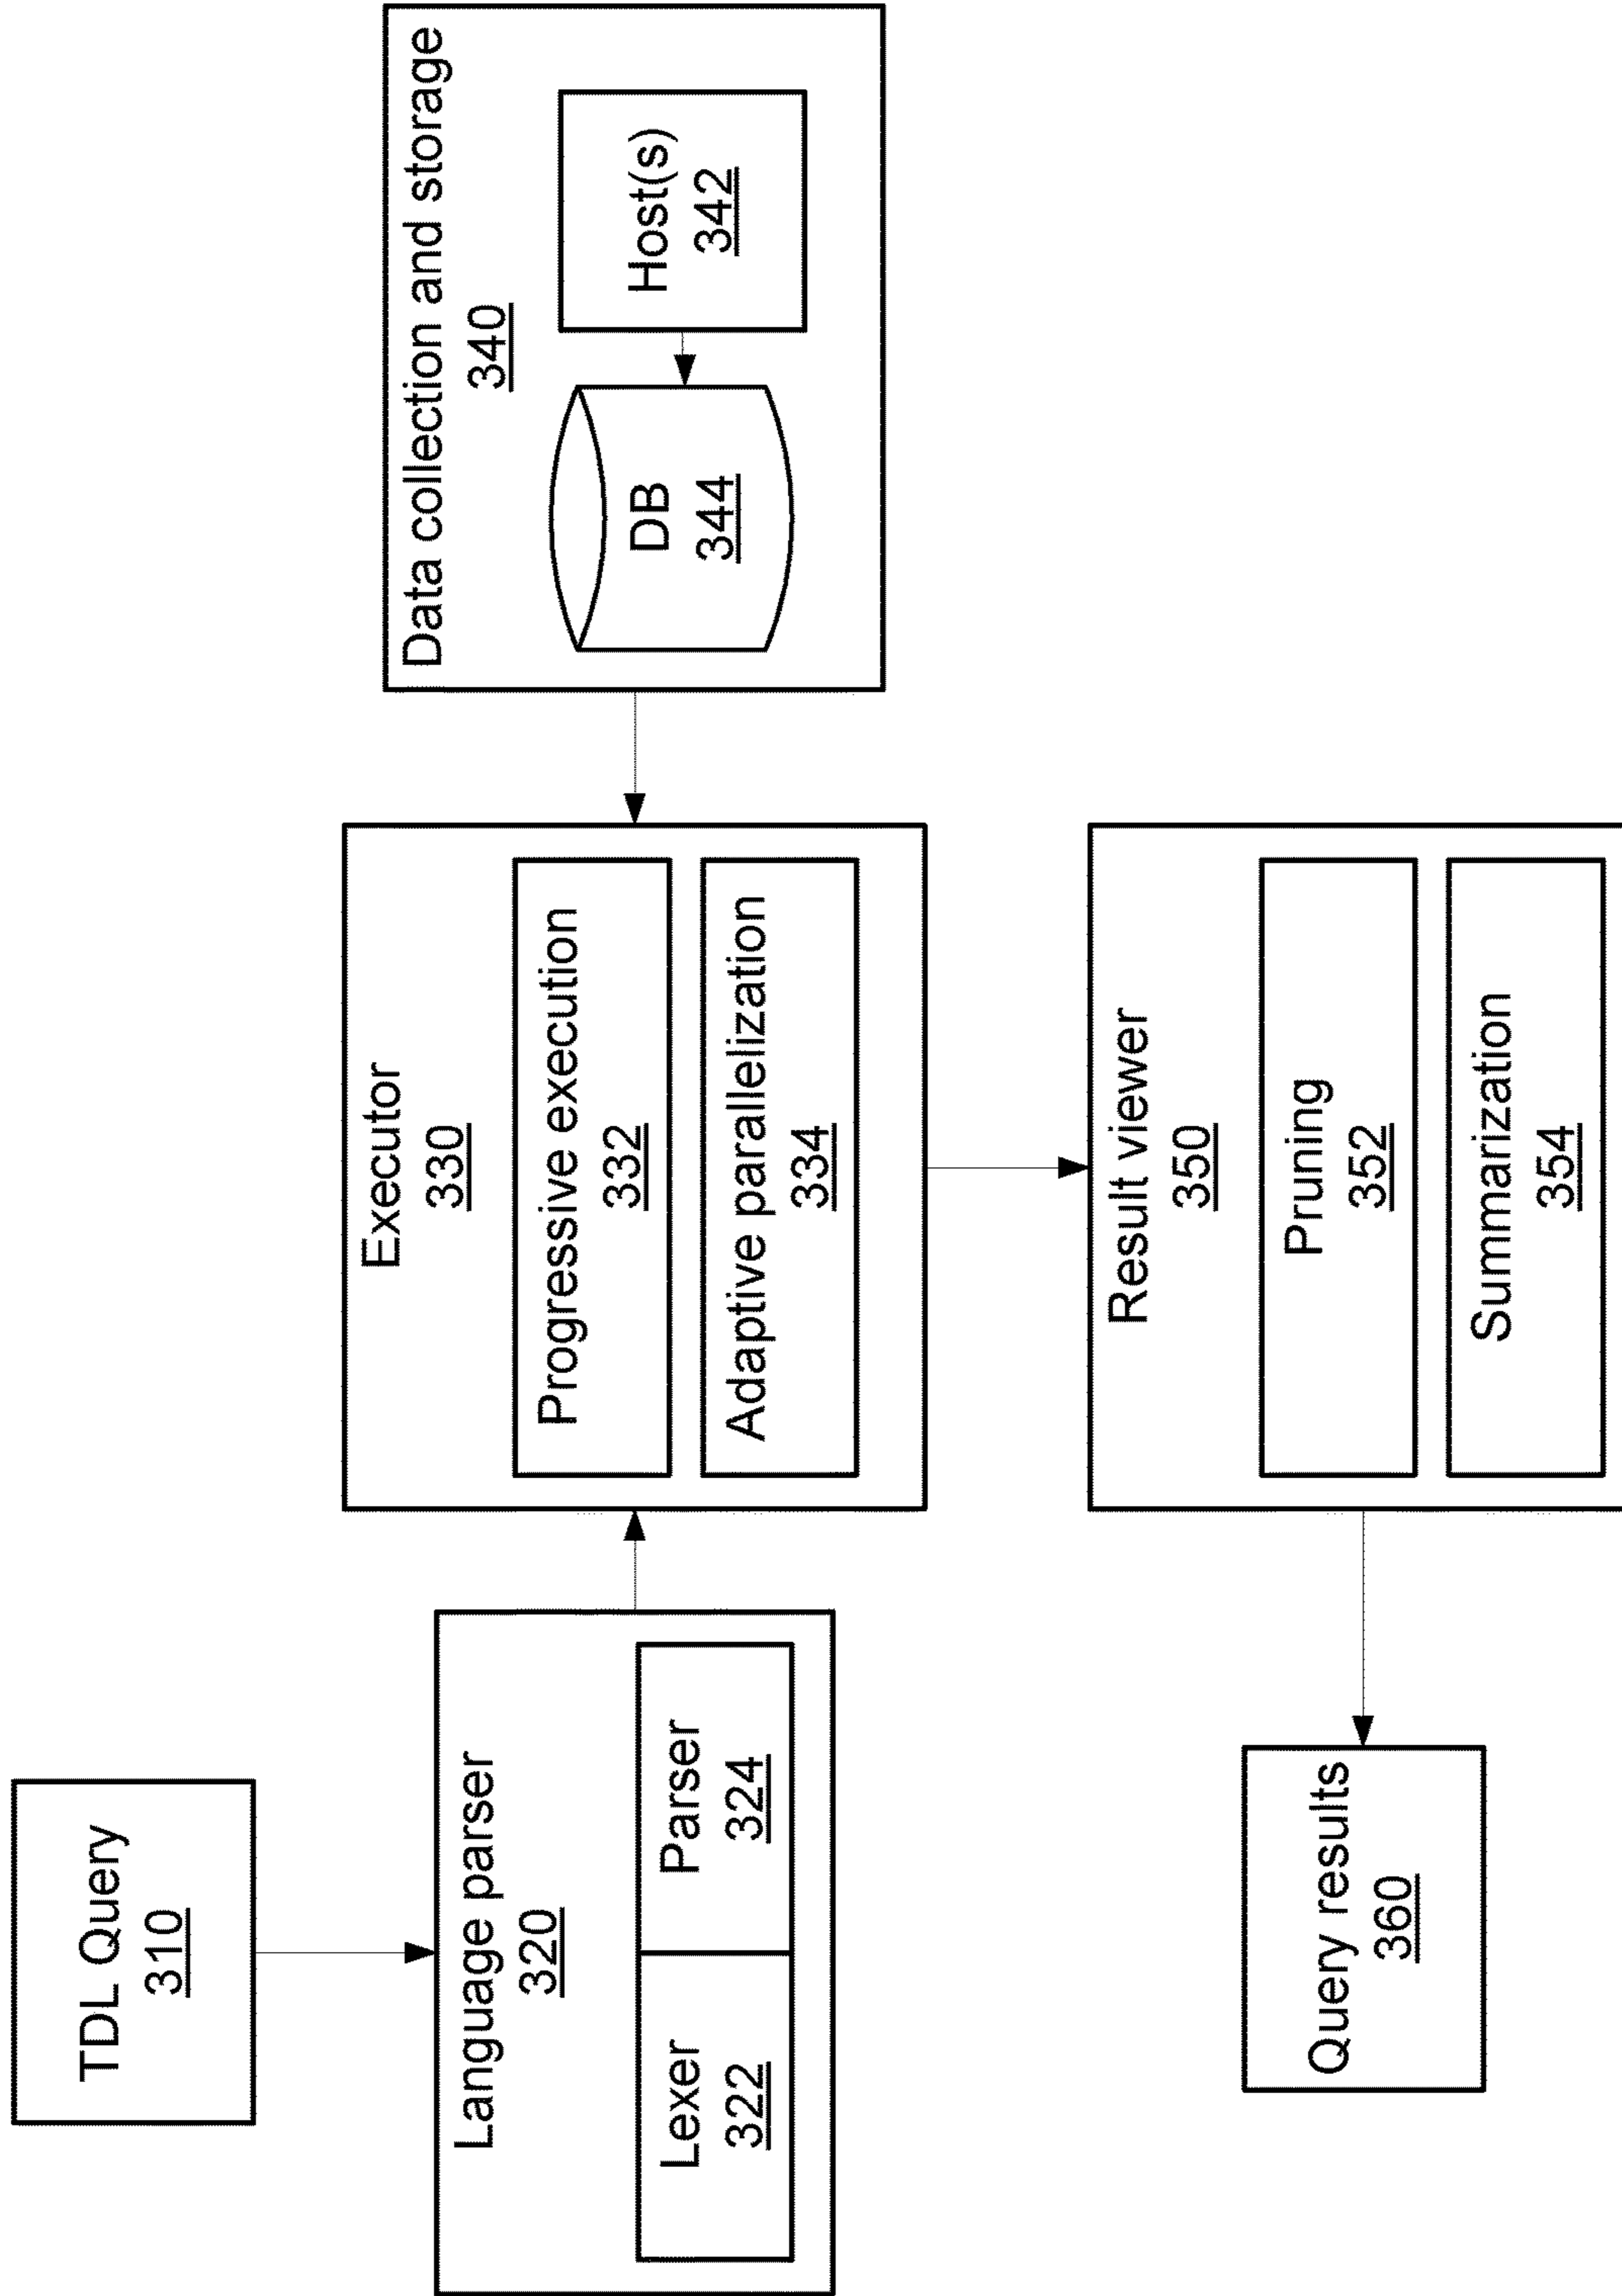 TDL Query
310
Language parser
320
Lexer
322
Parser
324
Executor
330
Progressive execution
332
Adaptive parallelization
334
Data collection and storage
340
DB
344
Host(s)
342
Result viewer
350
Pruning
352
Summarization
354
Query results
360